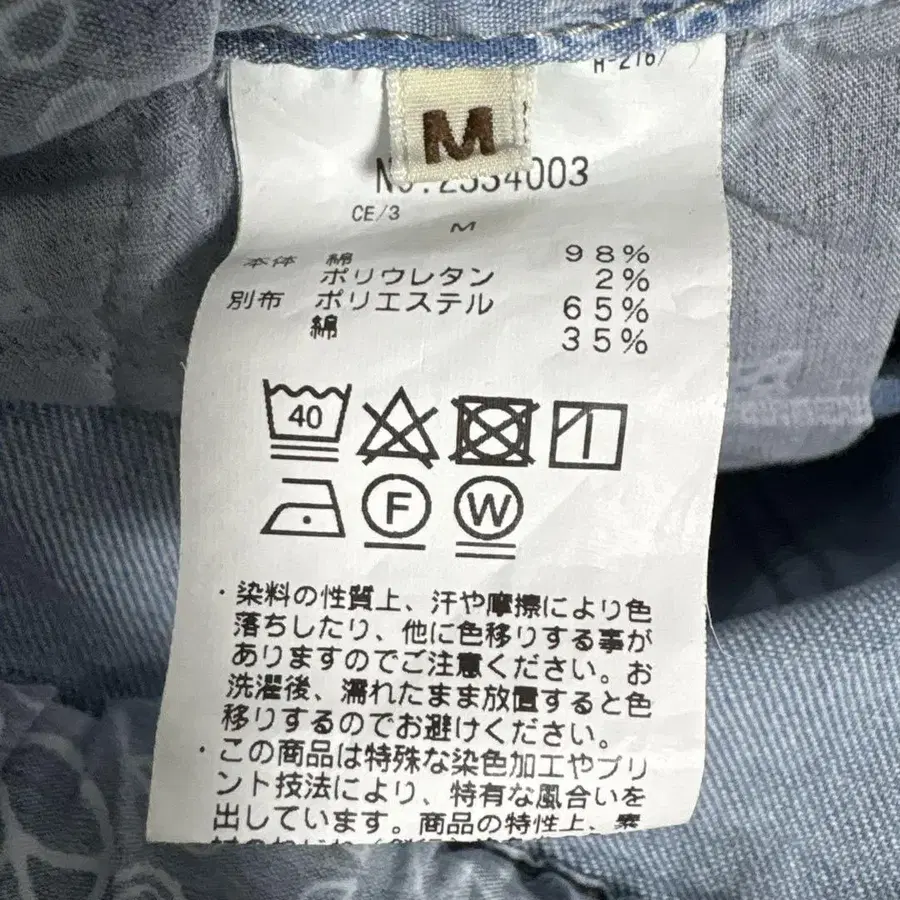 M
CE/3
M
本体 綿 98%
ポリウレタン 2%
別布 ポリエステル 65%
綿 35%
40
F
W
・染料の性質上、汗や摩擦により色
落ちしたり、他に色移りする事が
ありますのでご注意ください。お
洗濯後、濡れたまま放置すると色
移りするのでお避けください。
・この商品は特殊な染色加工やプリ
ント技法により、特有な風合いを
出しています。商品の特性上、素